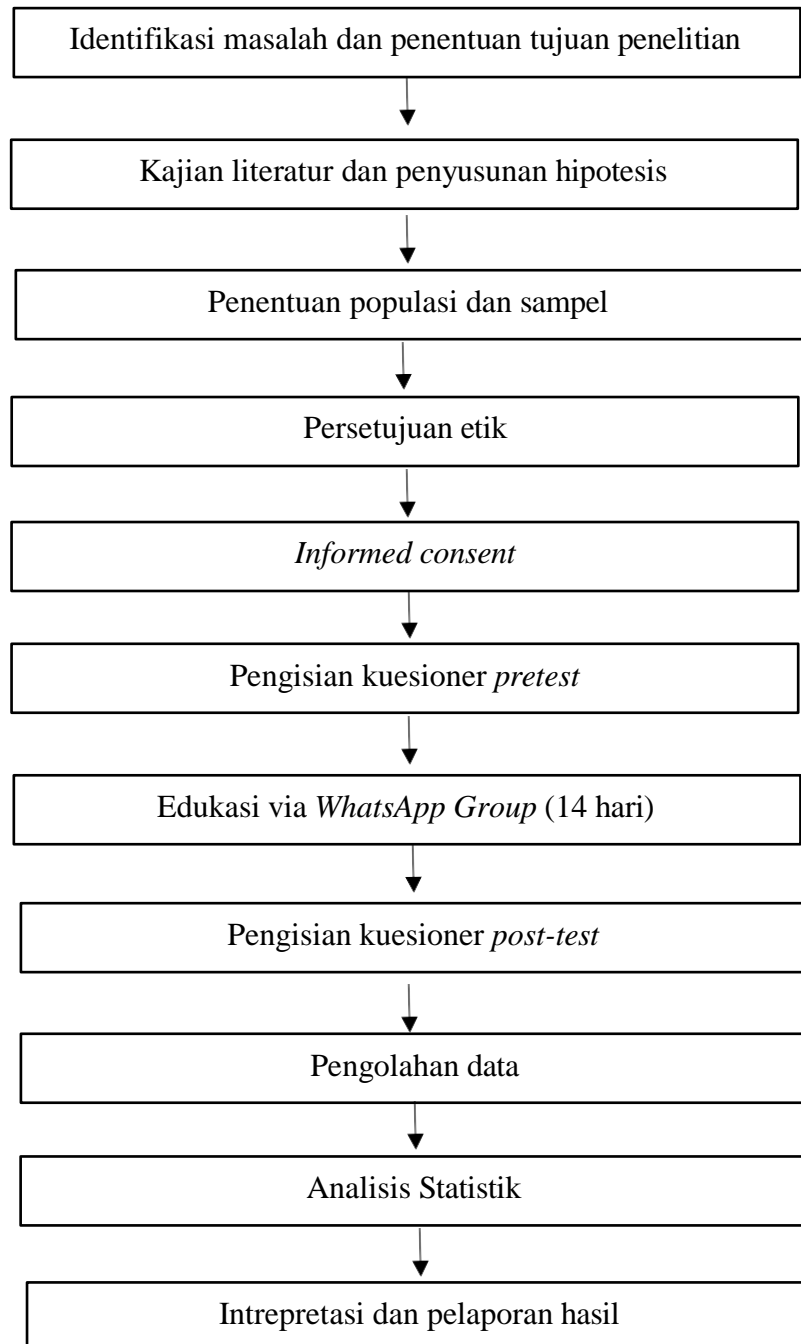 Identifikasi masalah dan penentuan tujuan penelitian
Kajian literatur dan penyusunan hipotesis
Penentuan populasi dan sampel
Persetujuan etik
Informed consent
Pengisian kuesioner pretest
Edukasi via WhatsApp Group (14 hari)
Pengisian kuesioner post-test
Pengolahan data
Analisis Statistik
Intrepretasi dan pelaporan hasil